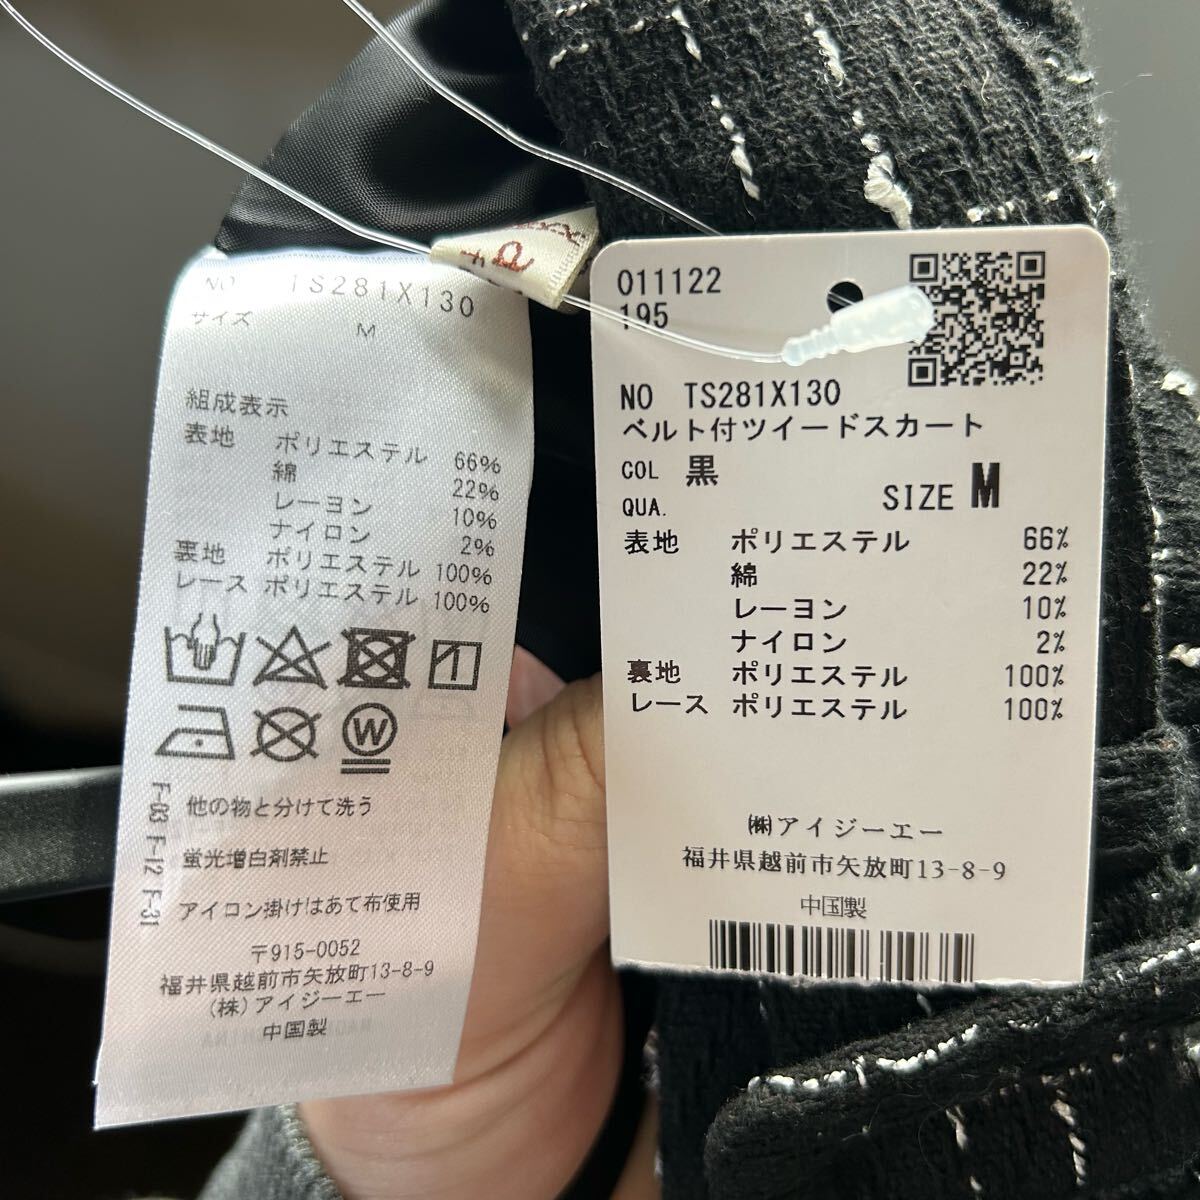 NO TS281X130
サイズ M
組成表示
表地 ポリエステル 66%
綿 22%
レーヨン 10%
ナイロン 2%
裏地 ポリエステル 100%
レース ポリエステル 100%
W
他の物と分けて洗う
蛍光増白剤禁止
アイロン掛けはあて布使用
〒915-0052
福井県越前市矢放町13-8-9
(株)アイジーエー
中国製
F-03 F-12 F-31
011122
195
NO TS281X130
ベルト付ツイードスカート
COL 黒
SIZE M
QUA.
表地 ポリエステル 66%
綿 22%
レーヨン 10%
ナイロン 2%
裏地 ポリエステル 100%
レース ポリエステル 100%
㈱アイジーエー
福井県越前市矢放町13-8-9
中国製